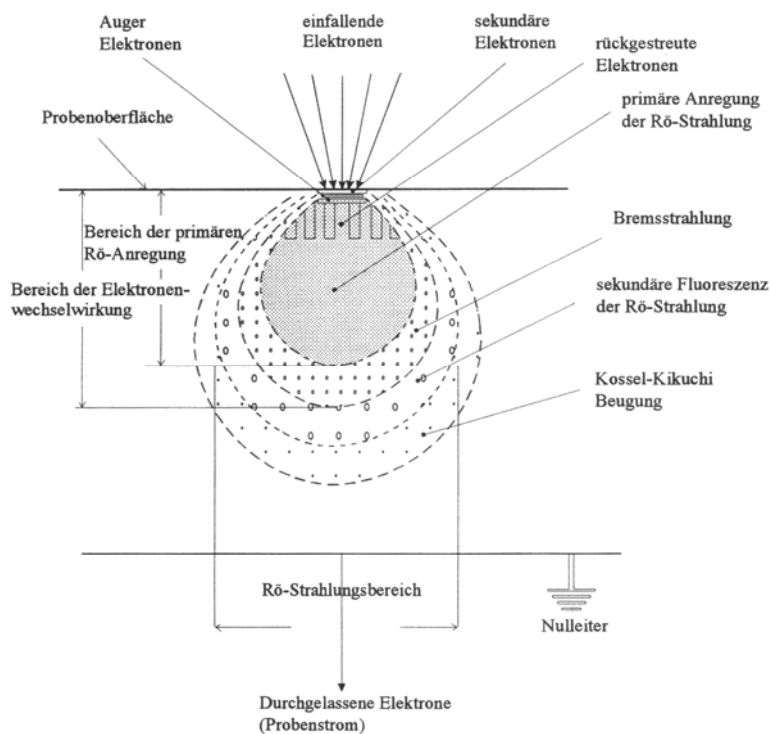 Auger
Elektronen
einfallende
Elektronen
sekundäre
Elektronen
rückgestreute
Elektronen
primäre Anregung
der Rö-Strahlung
Probenoberfläche
Bremsstrahlung
Bereich der primären
Rö-Anregung
Bereich der Elektronen-
wechselwirkung
sekundäre Fluoreszenz
der Rö-Strahlung
Kossel-Kikuchi
Beugung
Rö-Strahlungsbereich
Nulleiter
Durchgelassene Elektrone
(Probenstrom)